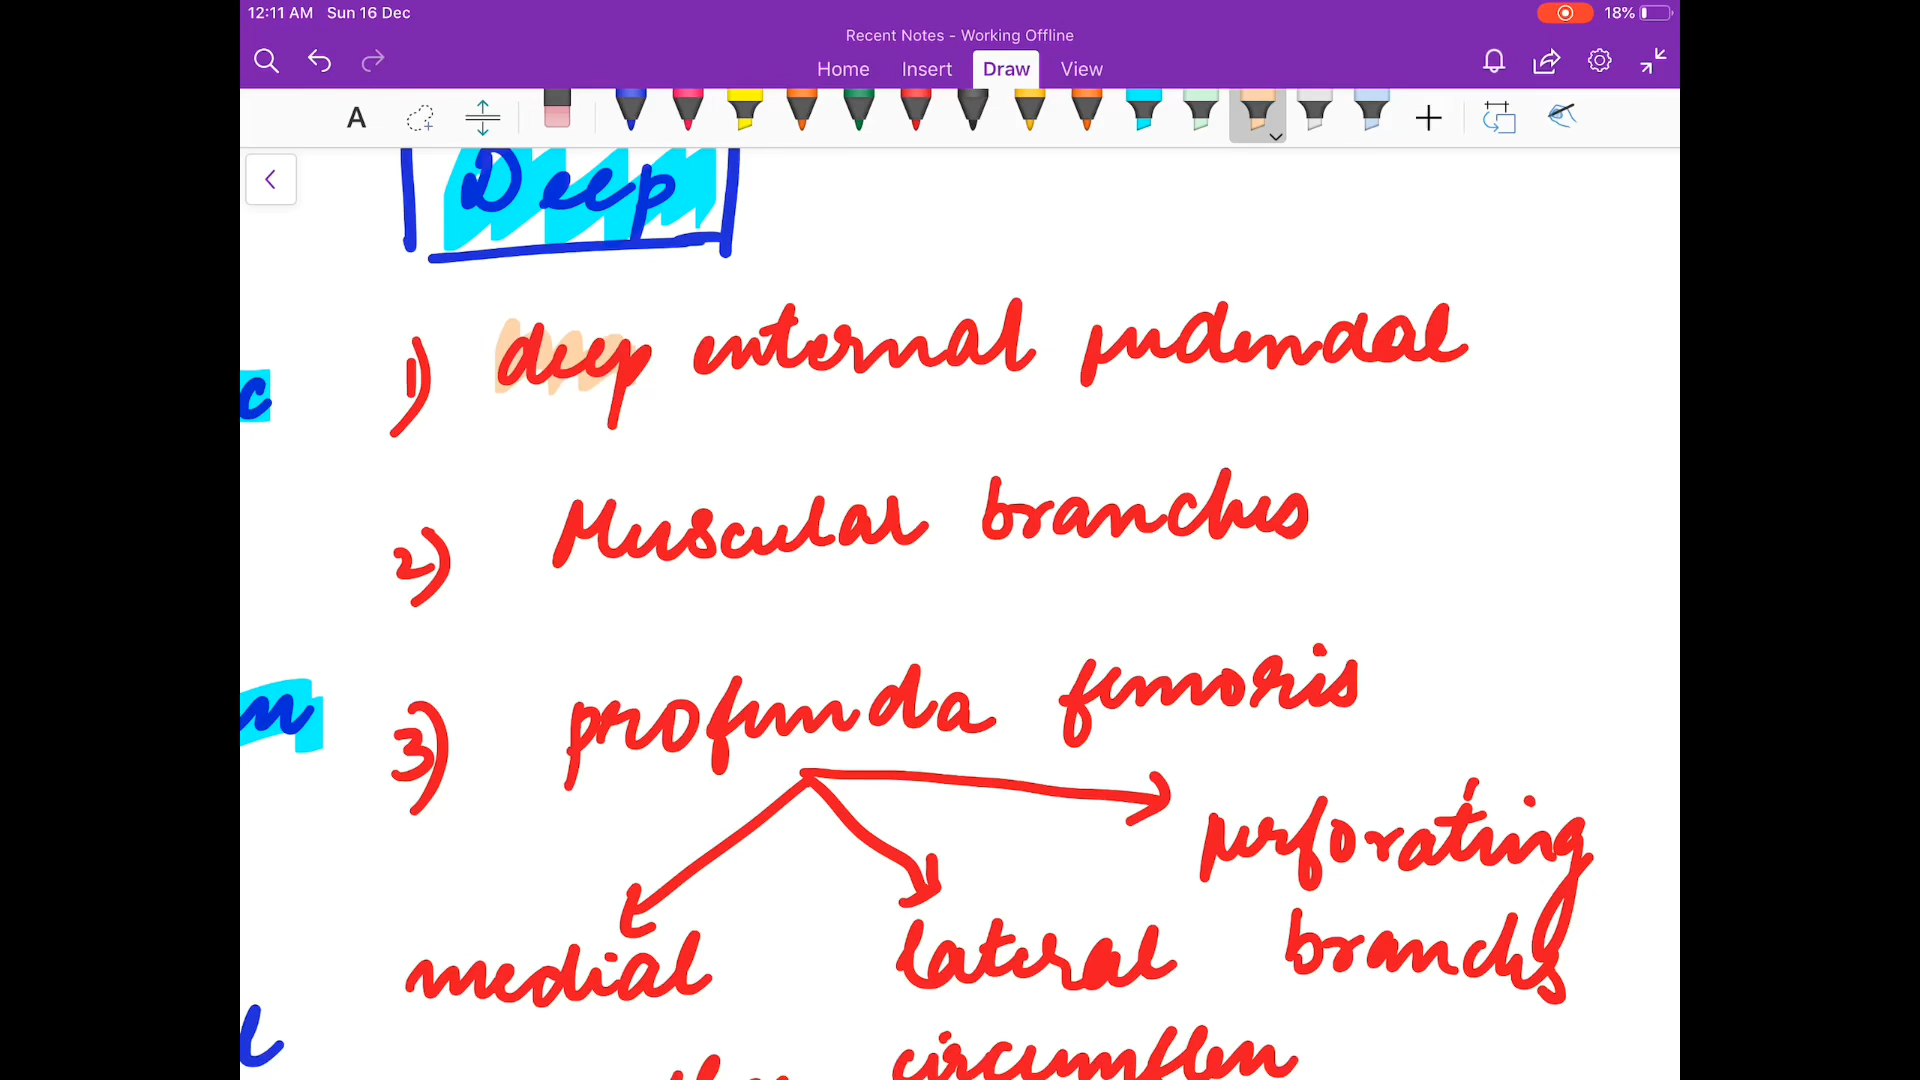 12:11 AM Sun 16 Dec
18%
Recent Notes - Working Offline
Home Insert Draw View
A
Deep
1) deep enternal pudendal
c
2) Muscular branches
3) profunda femoris
n
perforating
branches
medial lateral
l
circumflex